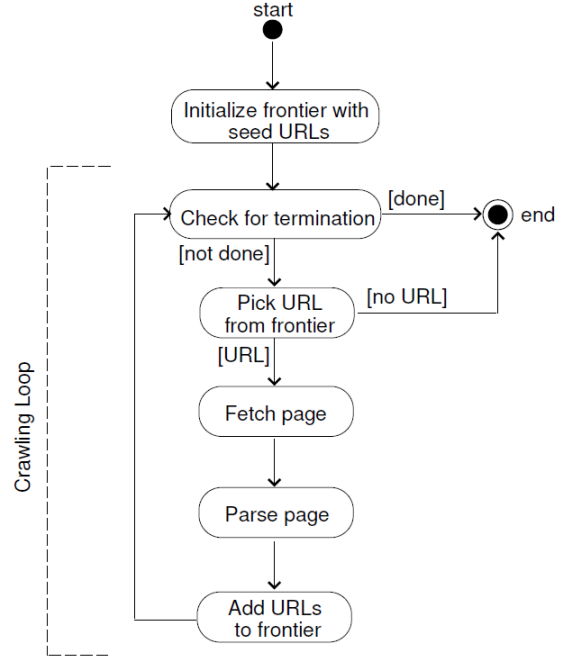 start
Initialize frontier with
seed URLs
Check for termination
[done]
end
[not done]
Pick URL
from frontier
[no URL]
[URL]
Crawling Loop
Fetch page
Parse page
Add URLs
to frontier